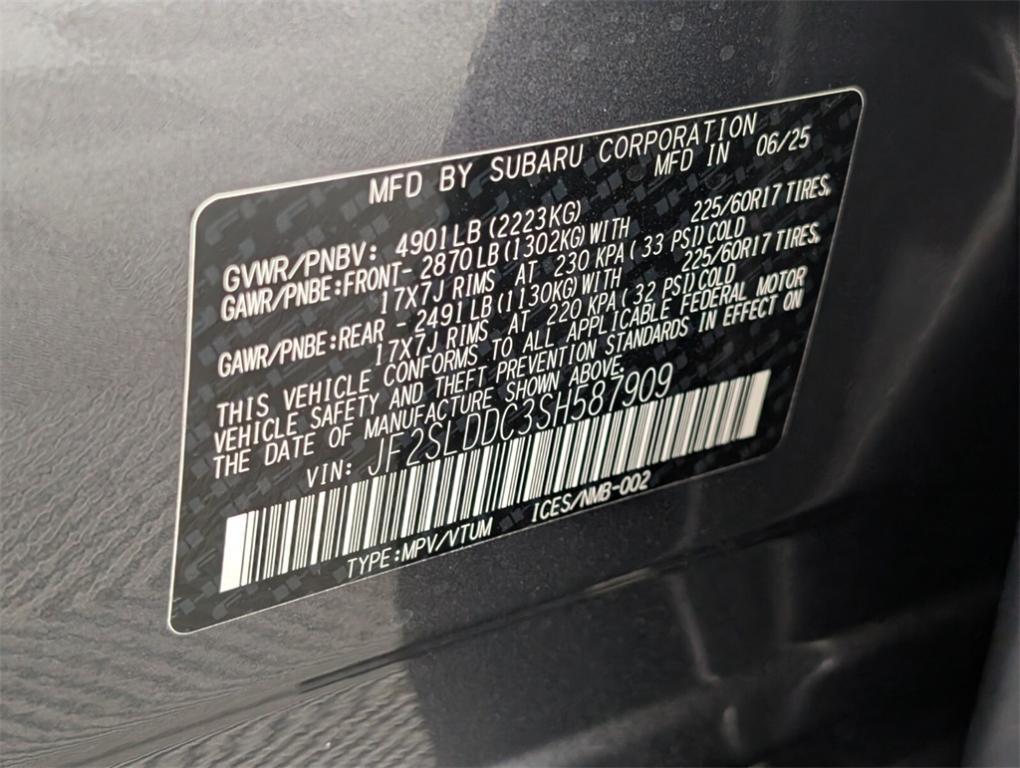 MFD BY SUBARU CORPORATION
MFD IN 06/25
GVWR/PNBV: 4901LB(2223KG)
GAWR/PNBE:FRONT- 2870LB(1302KG)WITH 225/60R17 TIRES,
17X7J RIMS AT 230 KPA( 33 PSI)COLD
GAWR/PNBE:REAR - 2491LB(1130KG)WITH 225/60R17 TIRES,
17X7J RIMS AT 220 KPA( 32 PSI)COLD
THIS VEHICLE CONFORMS TO ALL APPLICABLE FEDERAL MOTOR
VEHICLE SAFETY AND THEFT PREVENTION STANDARDS IN EFFECT ON
THE DATE OF MANUFACTURE SHOWN ABOVE.
VIN: JF2SLDDC3SH587909
TYPE:MPV/VTUM ICES/NMB-002